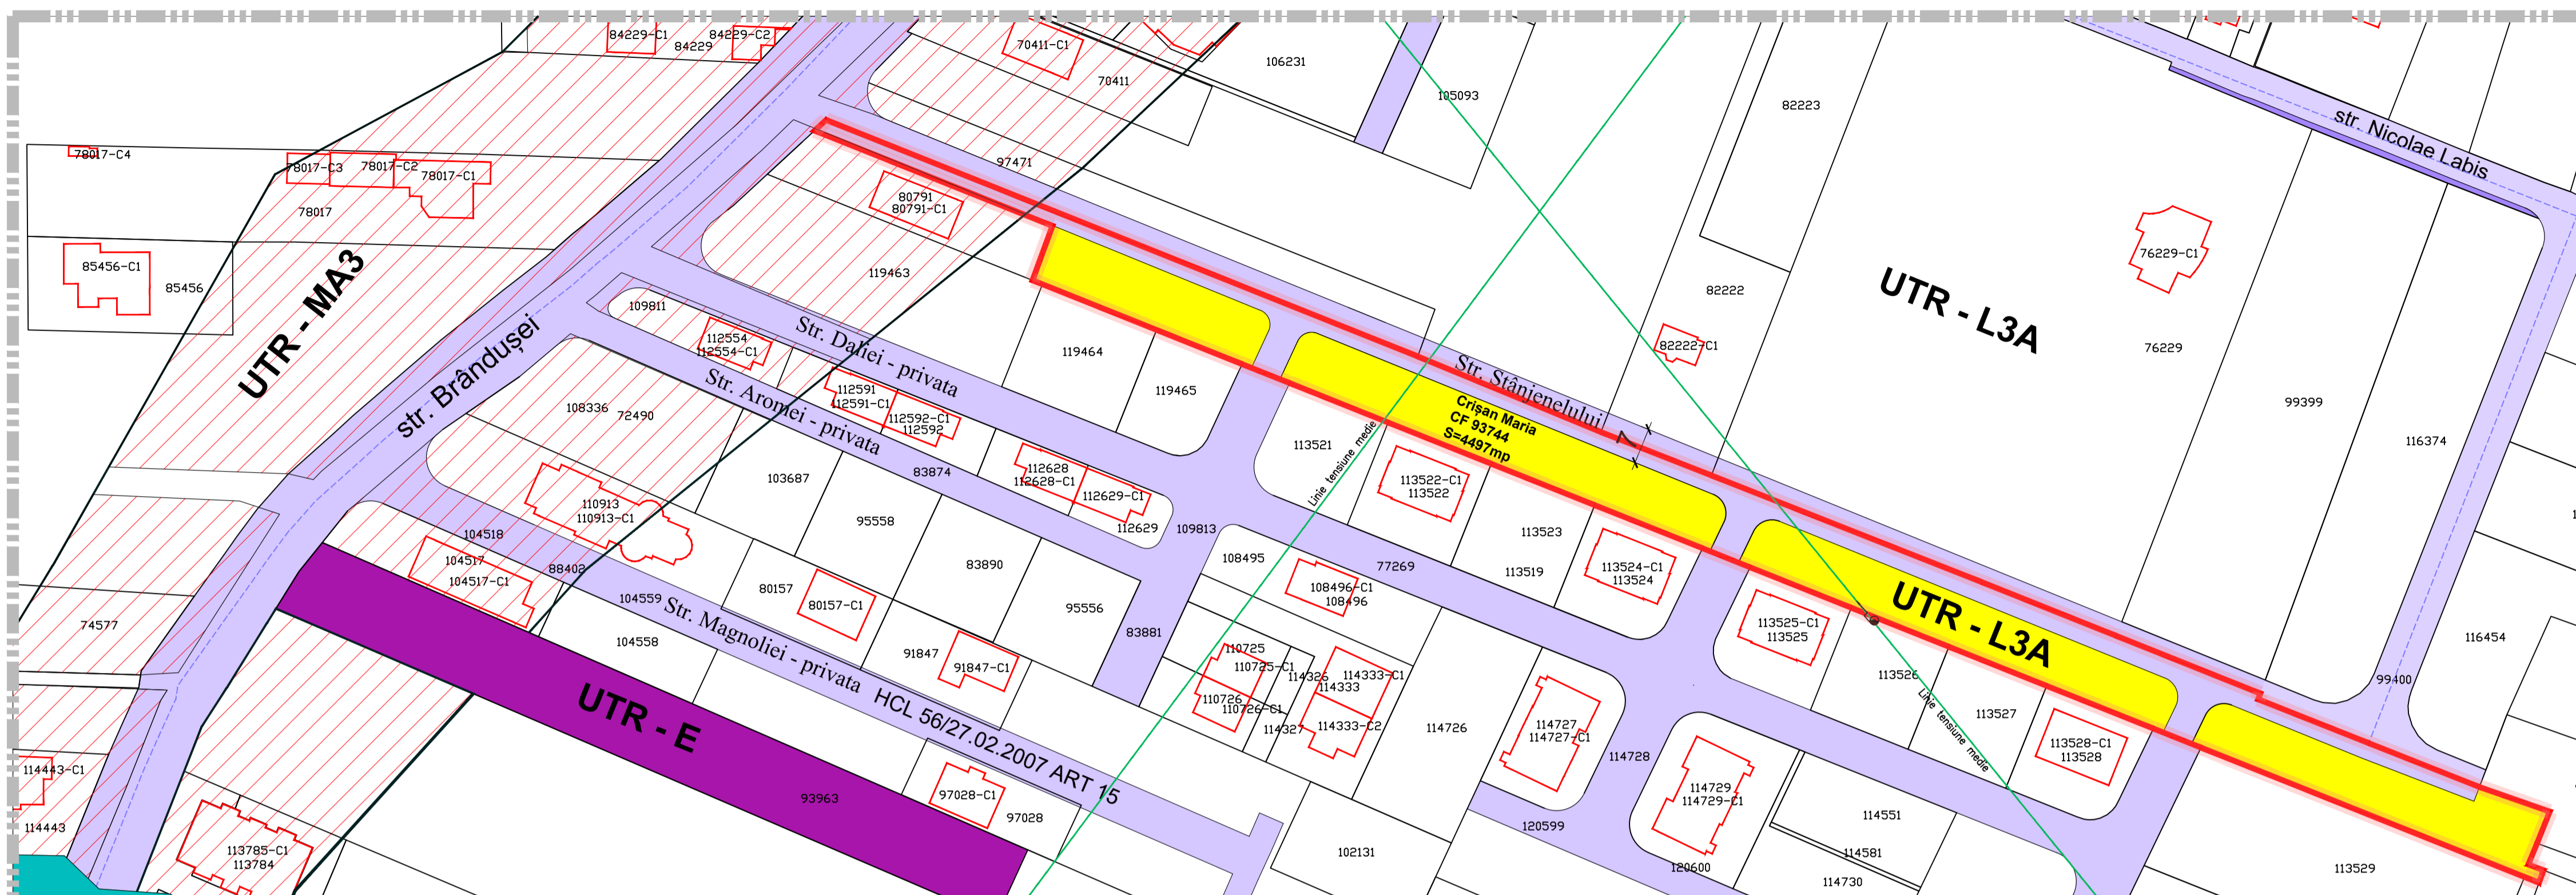 84229-C1
84229
84229-C2
70411-C1
70411
106231
105093
82223
str. Nicolae Labis
78017-C4
78017-C3
78017-C2
78017-C1
78017
97471
80791
80791-C1
85456-C1
85456
UTR - MA3
119463
109811
76229-C1
UTR - L3A
82222
82222-C1
76229
99399
116374
112554
112554-C1
Str. Daliei - privata
119464
119465
str. Brândușei
Str. Aromei - privata
112591
112591-C1
112592-C1
112592
Str. Stânjenelului
7
Crișan Maria
CF 93744
S=4497mp
108336
72490
113521
Linie tensiune medie
103687
83874
112628
112628-C1
112629-C1
112629
113522-C1
113522
95558
110913
110913-C1
109813
113523
104518
104517
104517-C1
88402
83890
108495
77269
113519
113524-C1
113524
80157
80157-C1
104559
Str. Magnoliei - privata
HCL 56/27.02.2007 ART 15
95556
83881
108496-C1
108496
113525-C1
113525
UTR - L3A
74577
104558
91847
91847-C1
110725
110725-C1
110726
110726-C1
114326
114327
114333-C1
114333
114333-C2
113526
Linie tensiune medie
113527
99400
116454
UTR - E
114726
114727
114727-C1
114728
113528-C1
113528
114443-C1
114443
93963
97028-C1
97028
114729
114729-C1
120599
114551
114581
113785-C1
113784
102131
120600
114730
113529